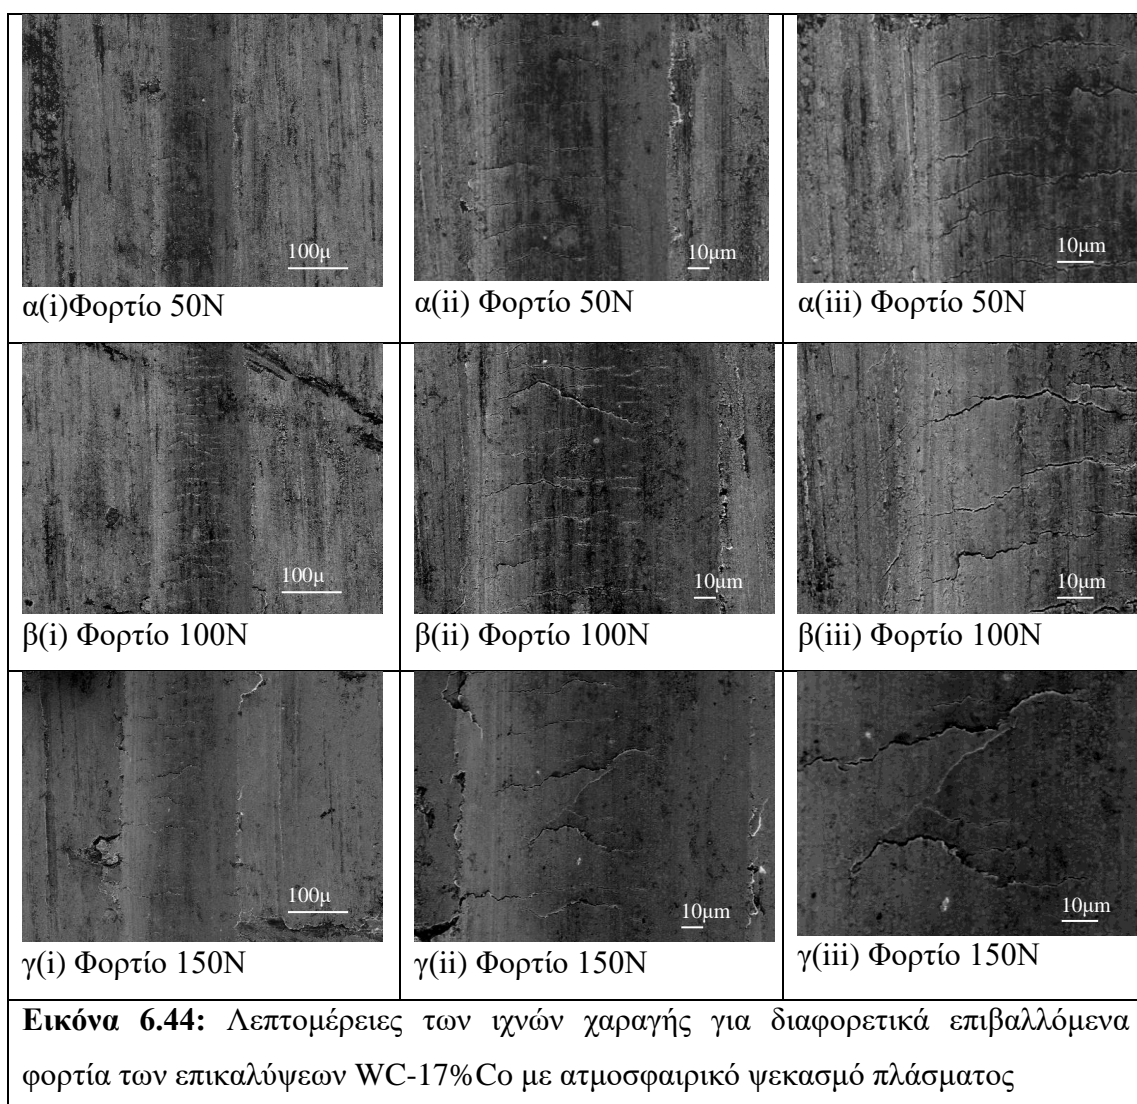 100μ
10μm
10μm
α(i)Φορτίο 50N
α(ii) Φορτίο 50N
α(iii) Φορτίο 50N
100μ
10μm
10μm
β(i) Φορτίο 100N
β(ii) Φορτίο 100N
β(iii) Φορτίο 100N
100μ
10μm
10μm
γ(i) Φορτίο 150N
γ(ii) Φορτίο 150N
γ(iii) Φορτίο 150N
Εικόνα 6.44: Λεπτομέρειες των ιχνών χαραγής για διαφορετικά επιβαλλόμενα
φορτία των επικαλύψεων WC-17%Co με ατμοσφαιρικό ψεκασμό πλάσματος